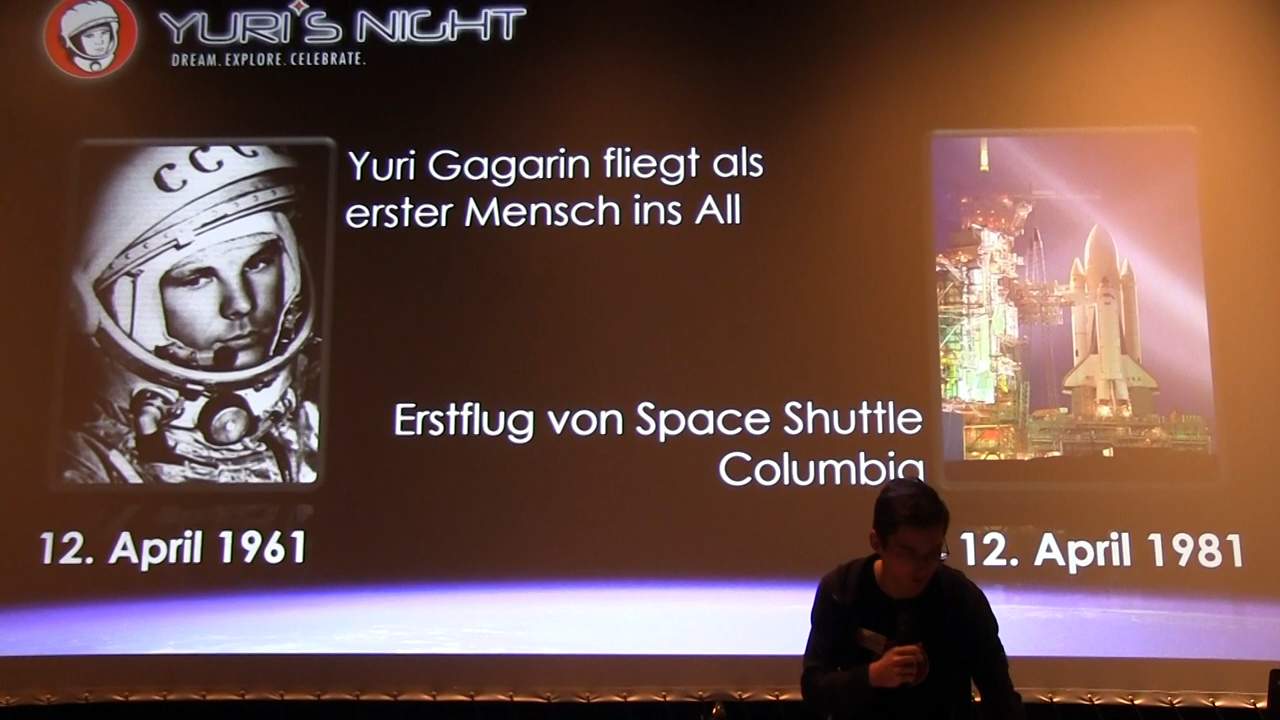 YURI'S NIGHT
DREAM. EXPLORE. CELEBRATE.
CCC
Yuri Gagarin fliegt als
erster Mensch ins All
Erstflug von Space Shuttle
Columbia
12. April 1961
12. April 1981